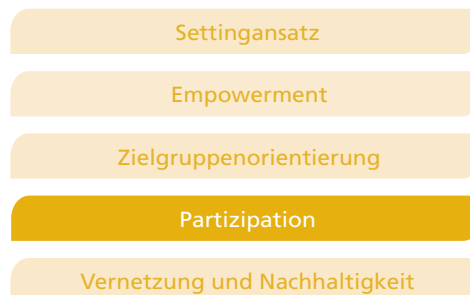 Settingansatz
Empowerment
Zielgruppenorientierung
Partizipation
Vernetzung und Nachhaltigkeit